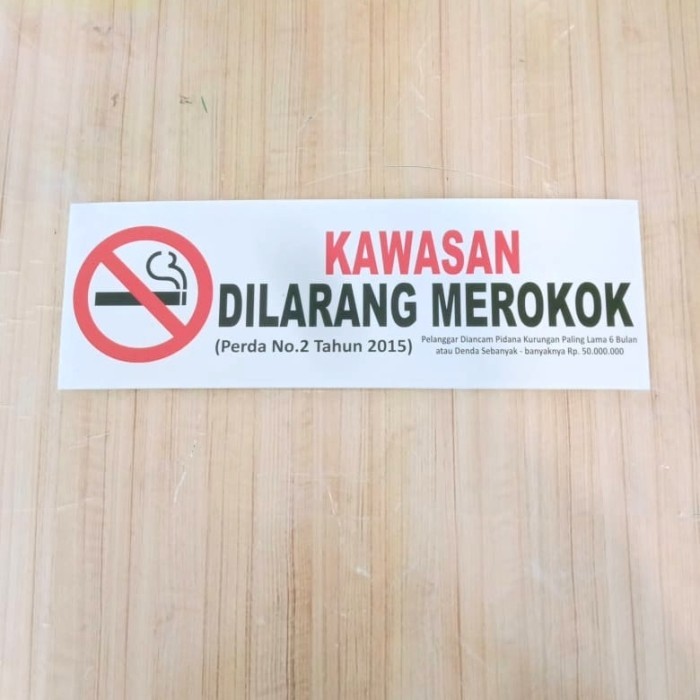 KAWASAN
DILARANG MEROKOK
(Perda No.2 Tahun 2015)
Pelanggar Diancam Pidana Kurungan Paling Lama 6 Bulan
atau Denda Sebanyak - banyaknya Rp. 50.000.000